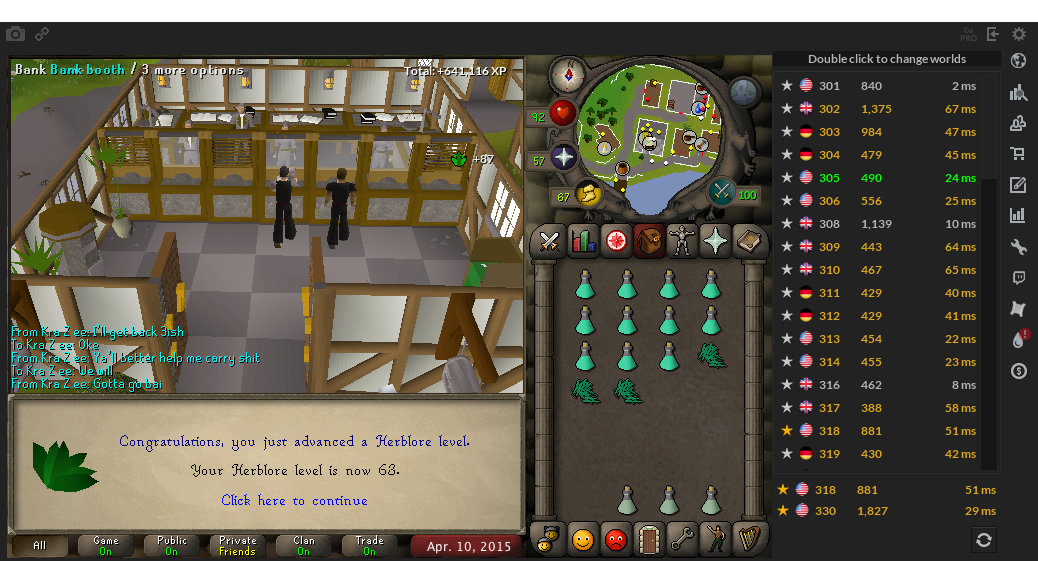 Go
PRO
Bank Bank booth / 3 more options
Total: +641,116 XP
+87
92
57
67
100
From Kra Z ee: I'll get back 3ish
To Kra Z ee: Oke
From Kra Z ee: Ya'll better help me carry shit
To Kra Z ee: We will
From Kra Z ee: Gotta go bai
Congratulations, you just advanced a Herblore level.
Your Herblore level is now 63.
Click here to continue
All
Game
On
Public
On
Private
Friends
Clan
On
Trade
On
Apr. 10, 2015
Double click to change worlds
301 840 2 ms
302 1,375 67 ms
303 984 47 ms
304 479 45 ms
305 490 24 ms
306 556 25 ms
308 1,139 10 ms
309 443 64 ms
310 467 65 ms
311 429 40 ms
312 429 41 ms
313 454 22 ms
314 455 23 ms
316 462 8 ms
317 388 58 ms
318 881 51 ms
319 430 42 ms
318 881 51 ms
330 1,827 29 ms